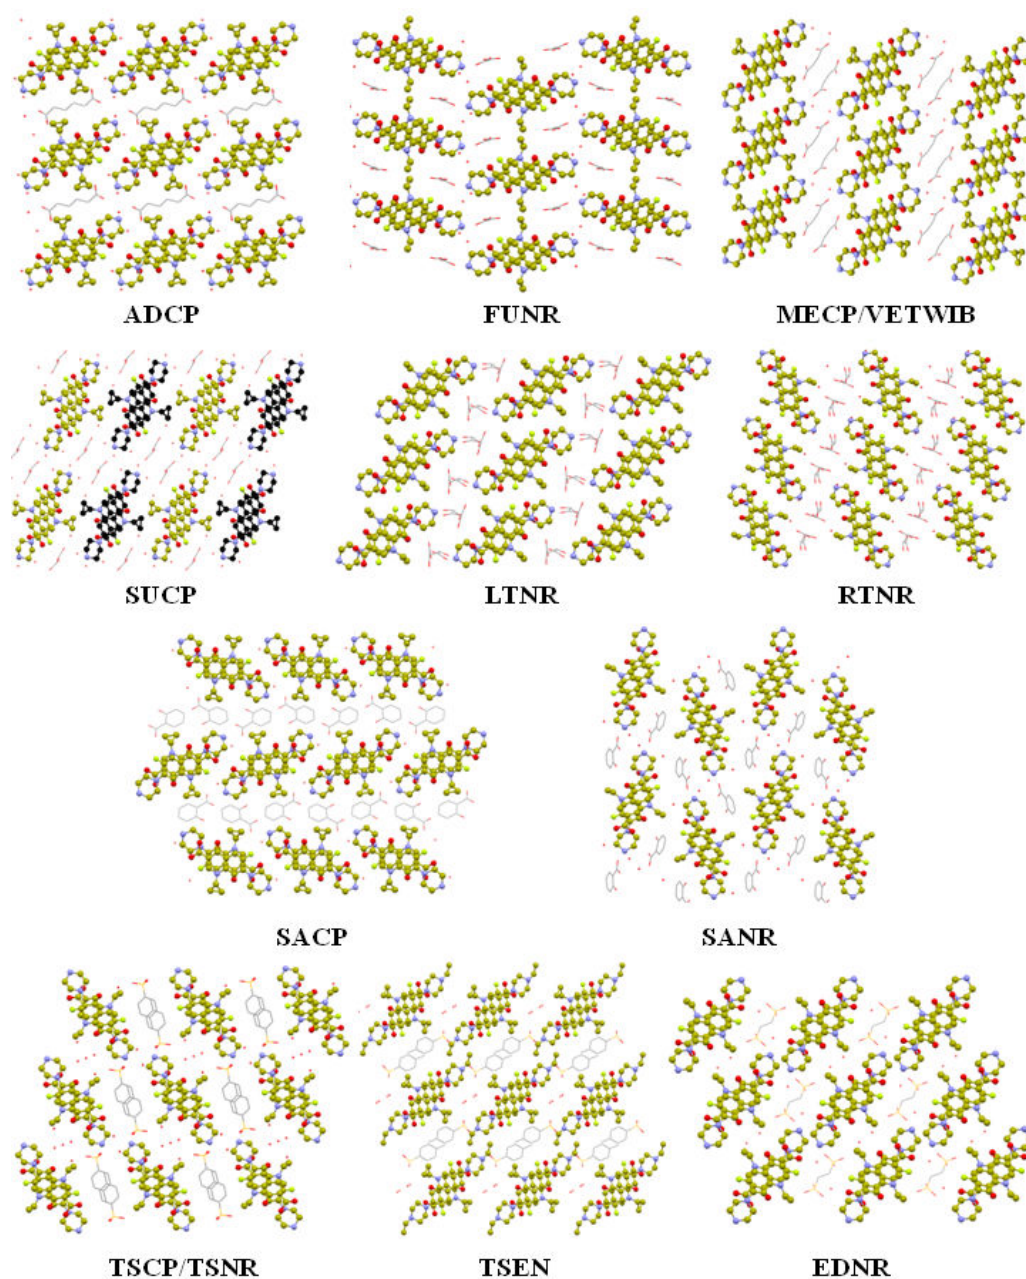 ADCP
FUNR
MECP/VETWIB
SUCP
LTNR
RTNR
SACP
SANR
TSCP/TSNR
TSEN
EDNR